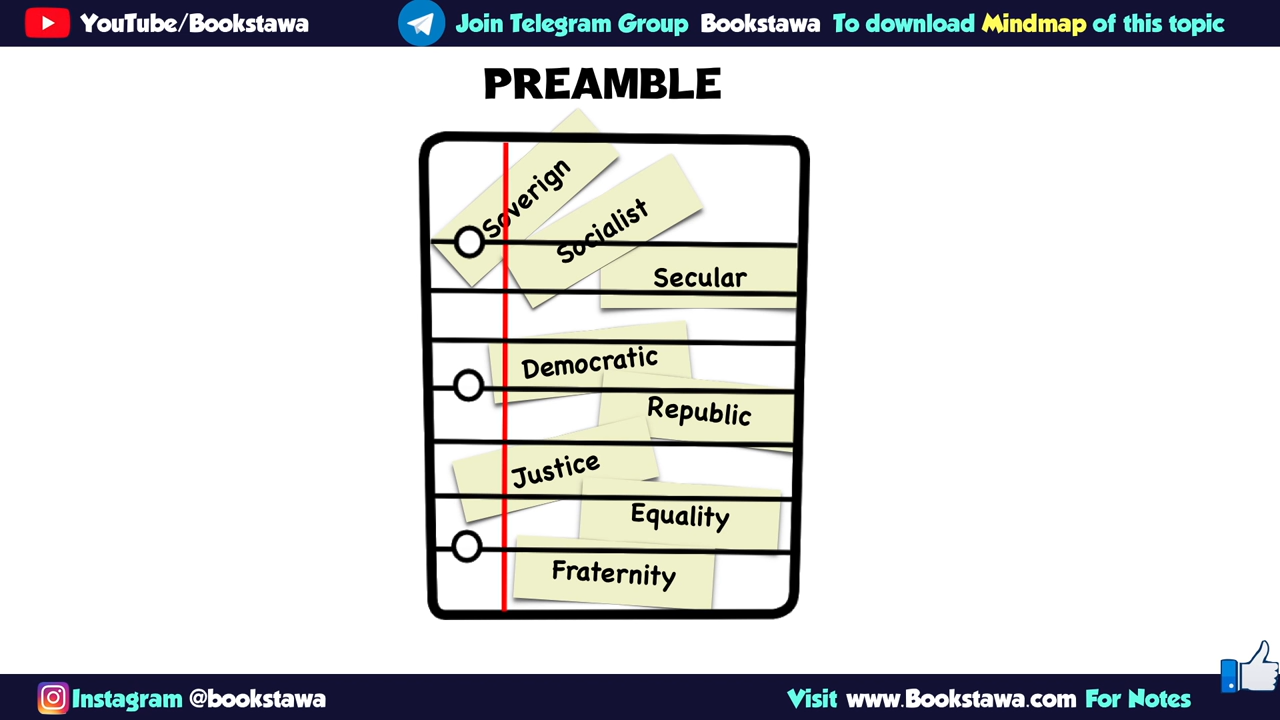 YouTube/Bookstawa
Join Telegram Group Bookstawa To download Mindmap of this topic
PREAMBLE
Soverign
Socialist
Secular
Democratic
Republic
Justice
Equality
Fraternity
Instagram @bookstawa
Visit www.Bookstawa.com For Notes